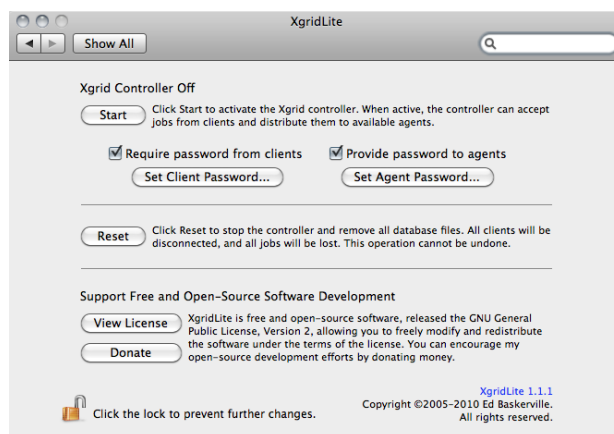 XgridLite
Show All
Xgrid Controller Off
Start
Click Start to activate the Xgrid controller. When active, the controller can accept
jobs from clients and distribute them to available agents.
Require password from clients
Provide password to agents
Set Client Password...
Set Agent Password...
Reset
Click Reset to stop the controller and remove all database files. All clients will be
disconnected, and all jobs will be lost. This operation cannot be undone.
Support Free and Open-Source Software Development
View License
Donate
XgridLite is free and open-source software, released the GNU General
Public License, Version 2, allowing you to freely modify and redistribute
the software under the terms of the license. You can encourage my
open-source development efforts by donating money.
XgridLite 1.1.1
Copyright ©2005-2010 Ed Baskerville.
All rights reserved.
Click the lock to prevent further changes.